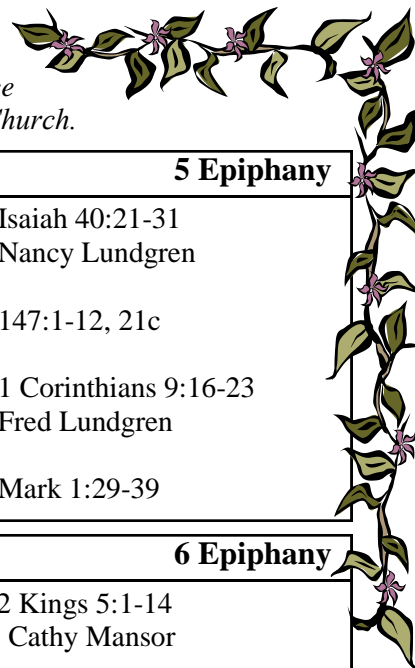 Church.
5 Epiphany
Isaiah 40:21-31
Nancy Lundgren
147:1-12, 21c
1 Corinthians 9:16-23
Fred Lundgren
Mark 1:29-39
6 Epiphany
2 Kings 5:1-14
Cathy Mansor